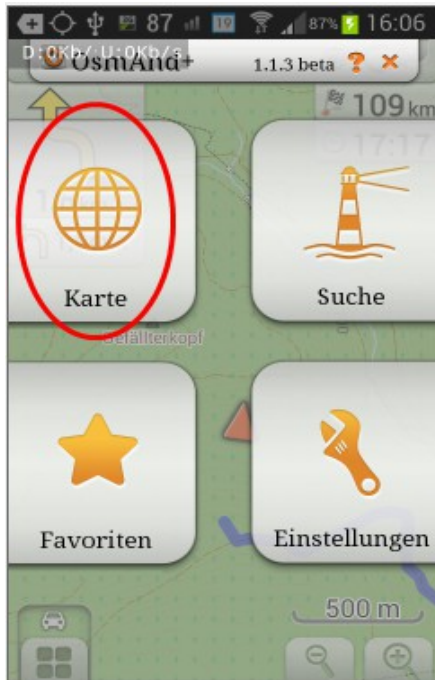 87 19 87% 16:06
D:0Kb/ U:0Kb/s
OsmAnd+ 1.1.3 beta ? ×
109 km
17:17
Karte
Suche
Gefällterkopf
Favoriten
Einstellungen
500 m